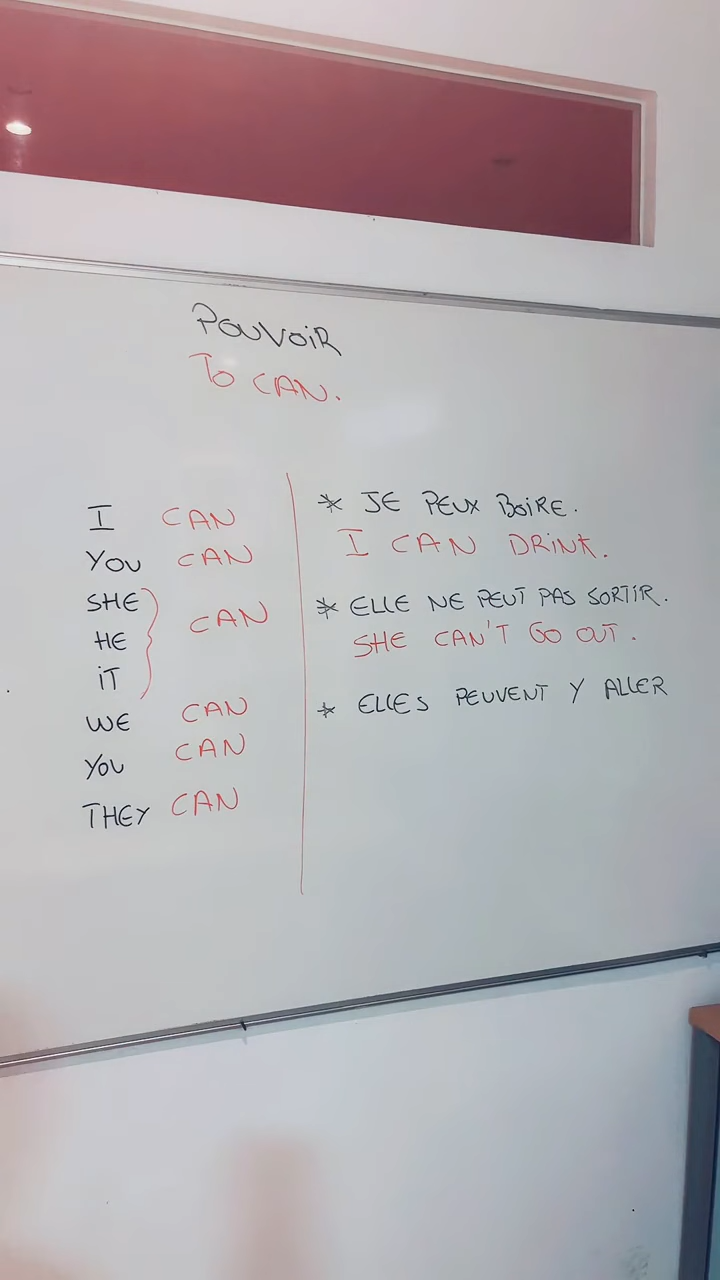 POUVOIR
TO CAN.
I CAN
YOU CAN
SHE
HE CAN
IT
WE CAN
YOU CAN
THEY CAN
* JE PEUX BOIRE.
I CAN DRINK.
* ELLE NE PEUT PAS SORTIR.
SHE CAN'T GO OUT.
* ELLES PEUVENT Y ALLER